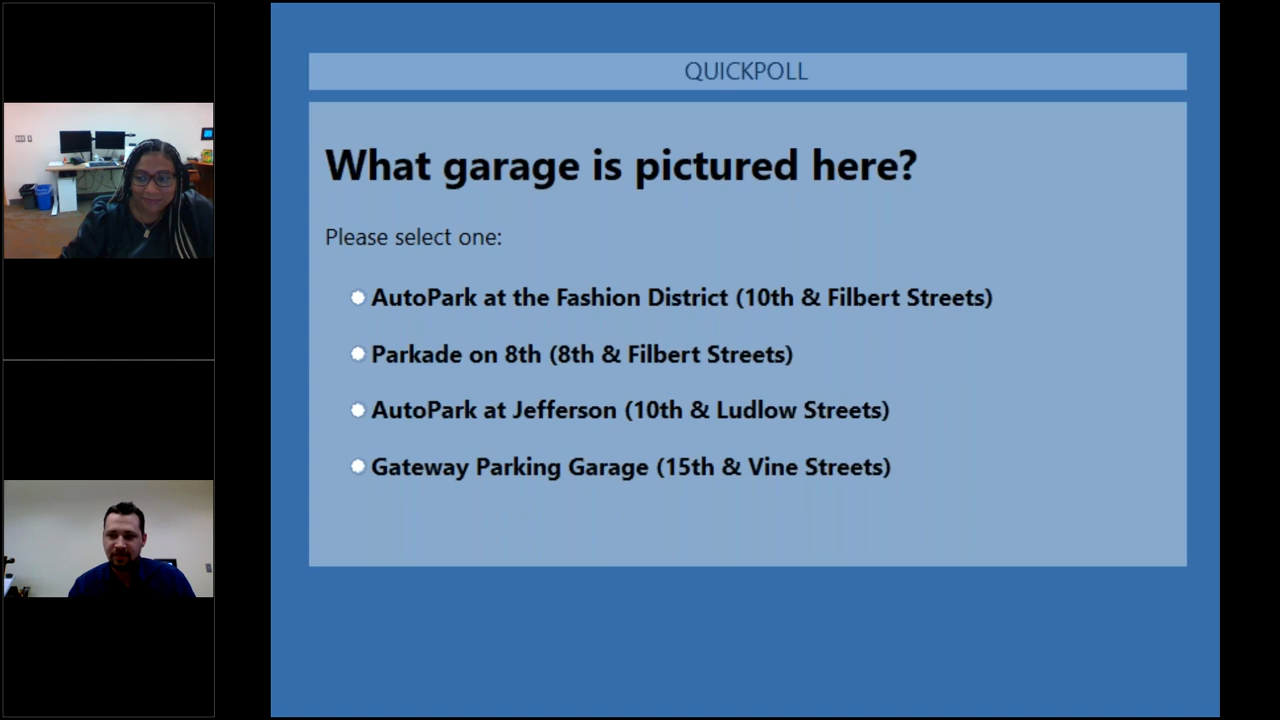 QUICKPOLL
What garage is pictured here?
Please select one:
AutoPark at the Fashion District (10th & Filbert Streets)
Parkade on 8th (8th & Filbert Streets)
AutoPark at Jefferson (10th & Ludlow Streets)
Gateway Parking Garage (15th & Vine Streets)